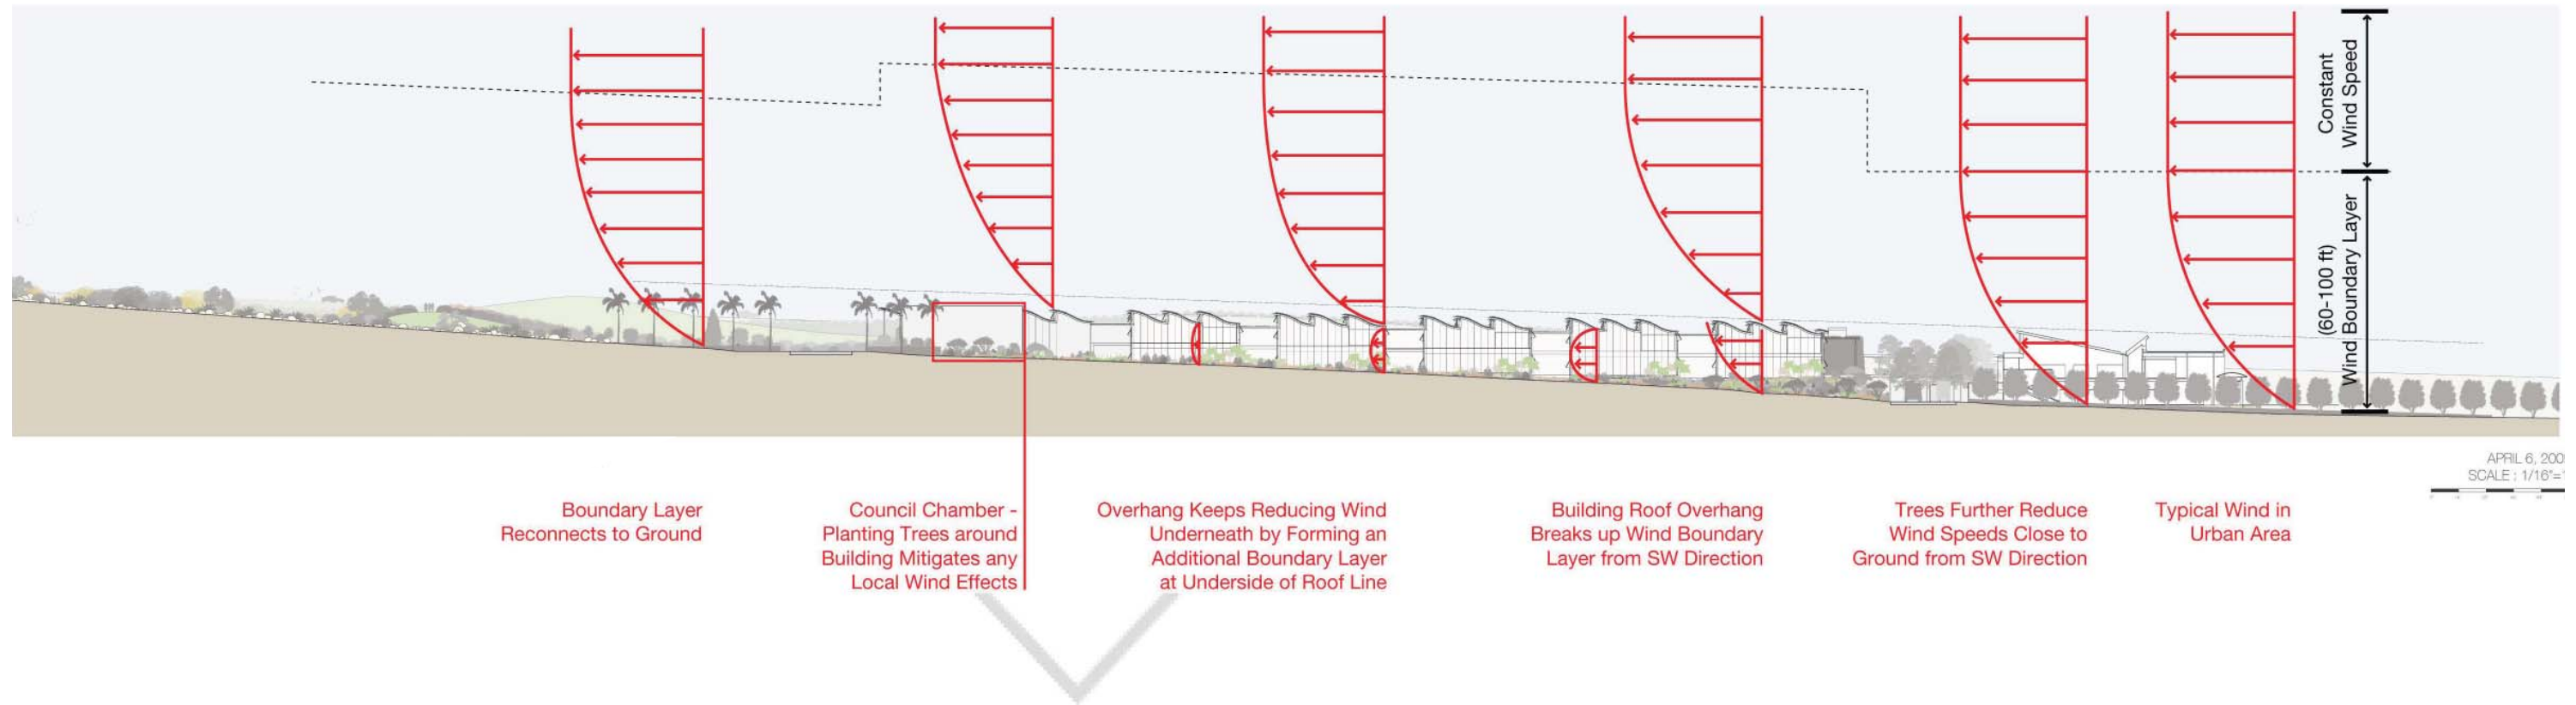 Constant
Wind Speed
(60-100 ft)
Wind Boundary Layer
APRIL 6, 200
SCALE : 1/16"=
Boundary Layer
Reconnects to Ground
Council Chamber -
Planting Trees around
Building Mitigates any
Local Wind Effects
Overhang Keeps Reducing Wind
Underneath by Forming an
Additional Boundary Layer
at Underside of Roof Line
Building Roof Overhang
Breaks up Wind Boundary
Layer from SW Direction
Trees Further Reduce
Wind Speeds Close to
Ground from SW Direction
Typical Wind in
Urban Area